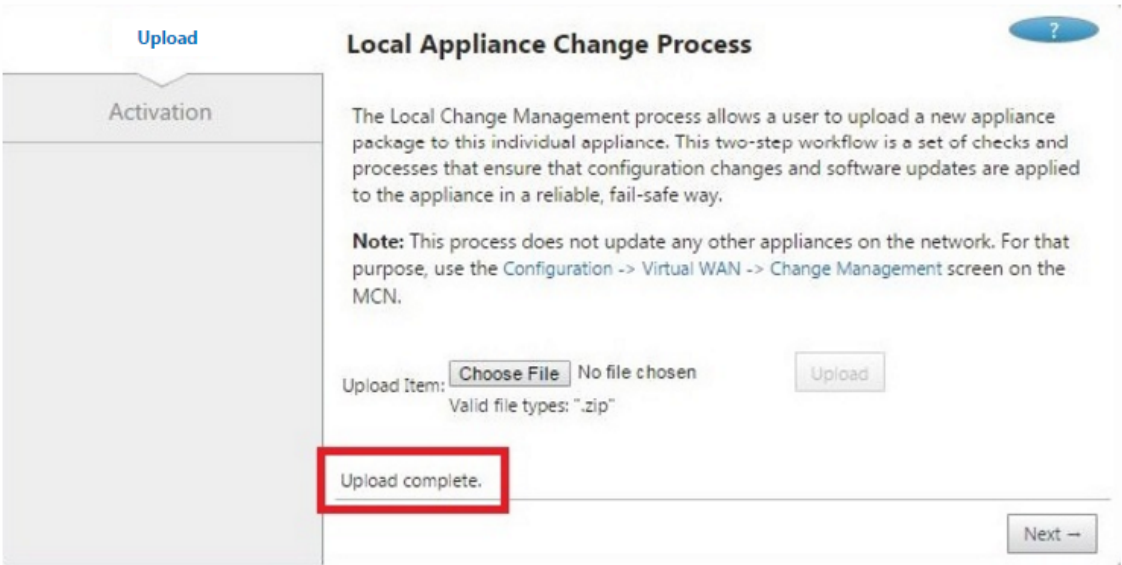 Upload
Activation
Local Appliance Change Process
?
The Local Change Management process allows a user to upload a new appliance
package to this individual appliance. This two-step workflow is a set of checks and
processes that ensure that configuration changes and software updates are applied
to the appliance in a reliable, fail-safe way.
Note: This process does not update any other appliances on the network. For that
purpose, use the Configuration -> Virtual WAN -> Change Management screen on the
MCN.
Upload Item: Choose File No file chosen Upload
Valid file types: ".zip"
Upload complete.
Next →